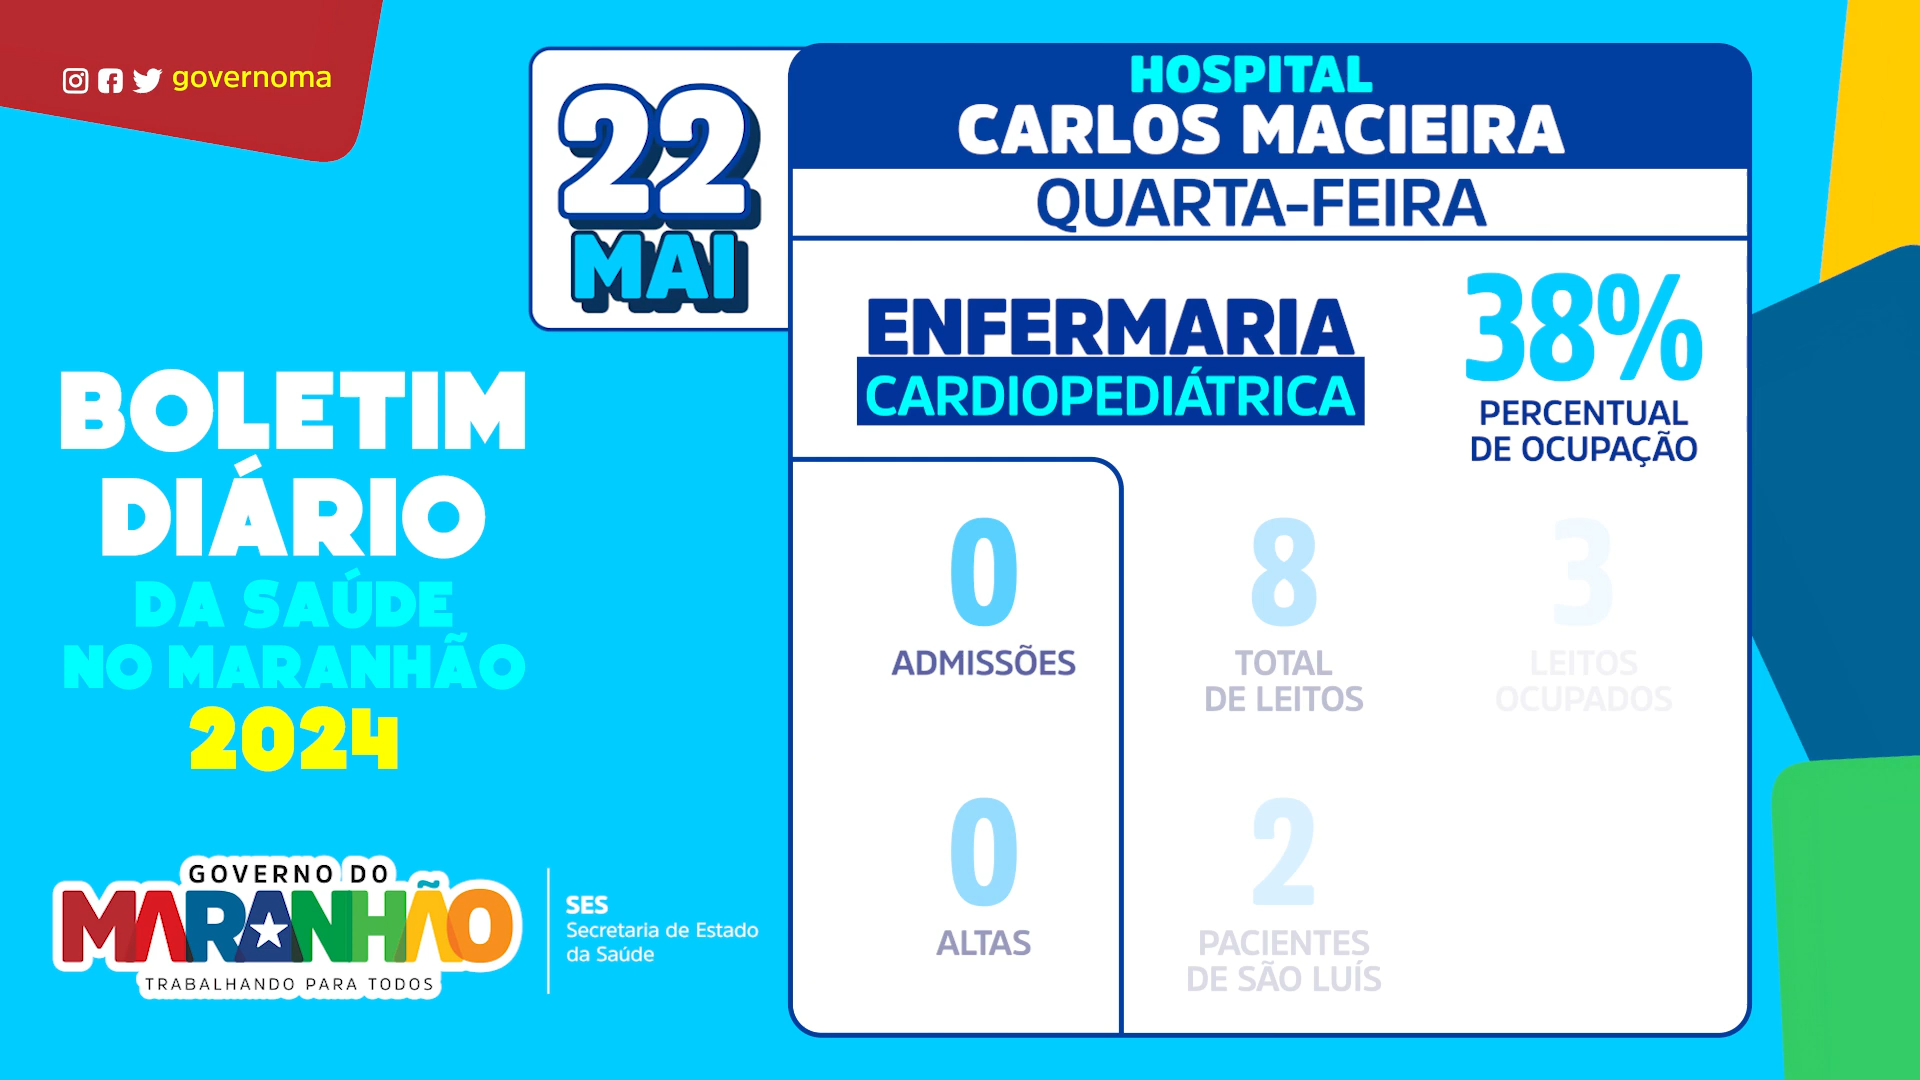 governoma
22
MAI
HOSPITAL
CARLOS MACIEIRA
QUARTA-FEIRA
ENFERMARIA
CARDIOPEDIÁTRICA
38%
PERCENTUAL
DE OCUPAÇÃO
BOLETIM
DIÁRIO
DA SAÚDE
NO MARANHÃO
2024
0
ADMISSÕES
8
TOTAL
DE LEITOS
3
LEITOS
OCUPADOS
0
ALTAS
2
PACIENTES
DE SÃO LUÍS
GOVERNO DO
MARANHÃO
TRABALHANDO PARA TODOS
SES
Secretaria de Estado
da Saúde